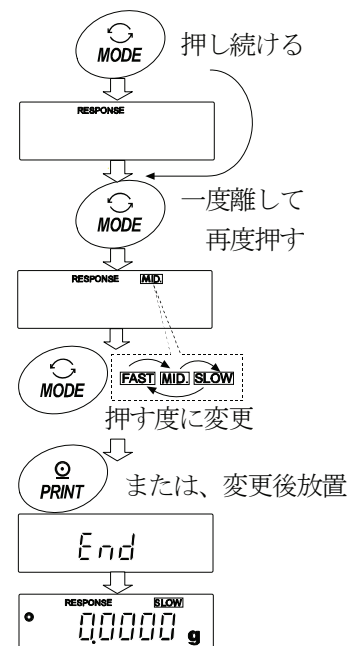 MODE 押し続ける
RESPONSE
MODE 一度離して
再度押す
RESPONSE MID.
MODE FAST MID. SLOW
押す度に変更
PRINT または、変更後放置
End
RESPONSE SLOW
0.0000 g